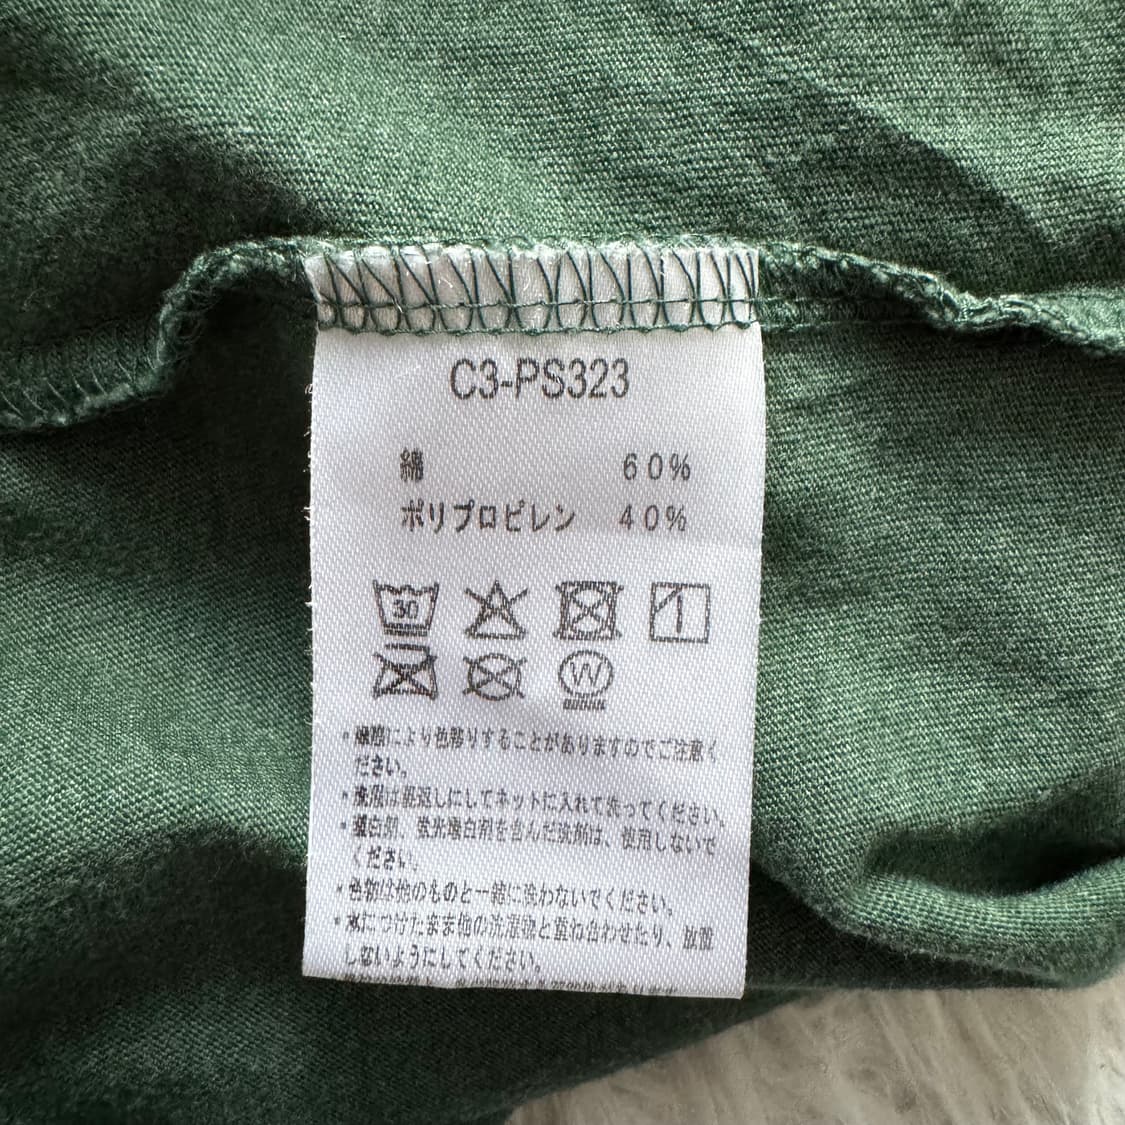 C3-PS323
綿 60%
ポリプロピレン 40%
30
W
・摩擦により色移りすることがありますのでご注意く
ださい。
・洗濯は裏返しにしてネットに入れて洗ってください。
・漂白剤、蛍光増白剤を含んだ洗剤は、使用しないで
ください。
・色物は他のものと一緒に洗わないでください。
・水につけたまま他の洗濯物と重ね合わせたり、放置
しないようにしてください。